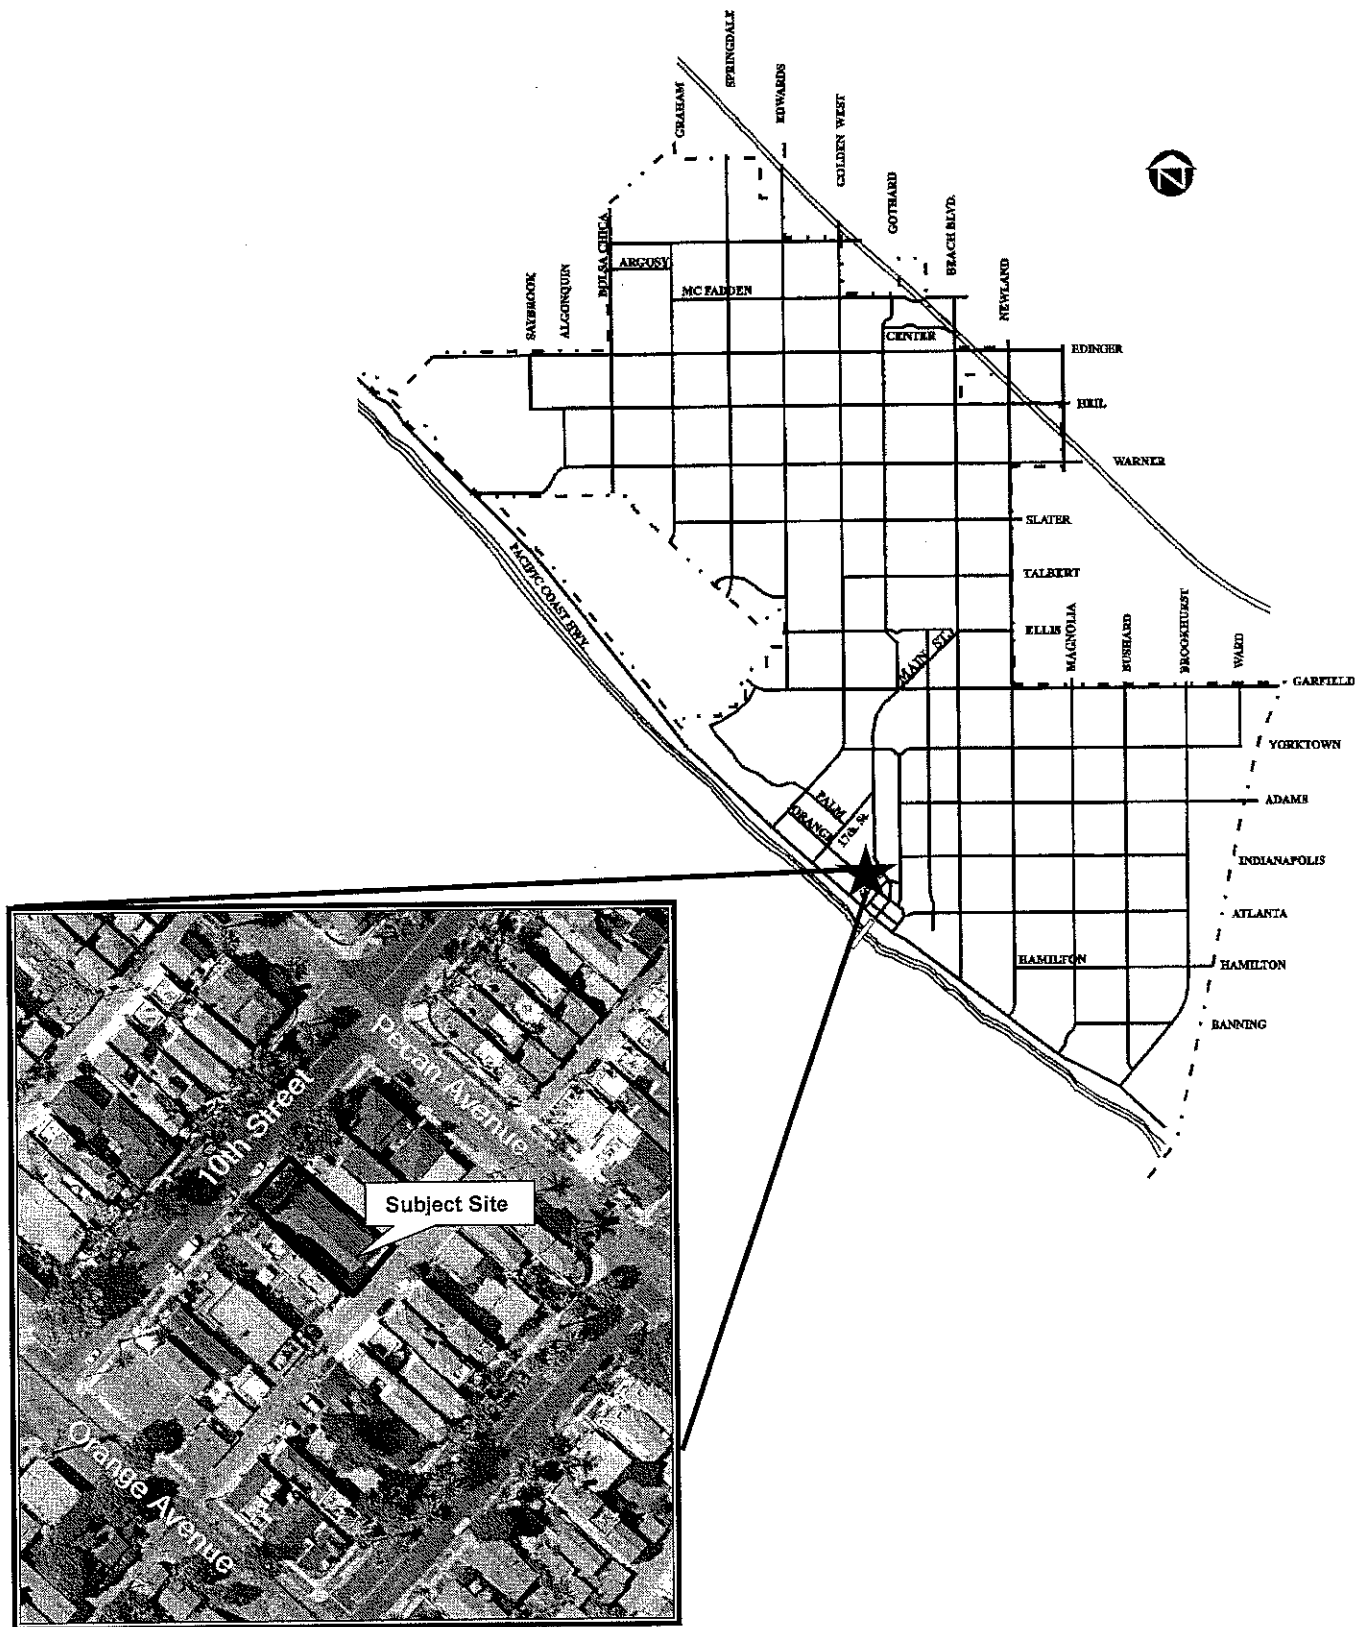 SPRINGDALE
GRAHAM
EDWARDS
GOLDEN WEST
GOTHARD
BEACH BLVD.
NEWLAND
BOLSA CHICA
ALGONQUIN
SAYBROOK
N
ARGOSY
MC FADDEN
CENTER
EDINGER
HEIL
WARNER
SLATER
TALBERT
ELLIS
MAIN ST.
MAGNOLIA
BUSHARD
BROOKHURST
WARD
PACIFIC COAST HWY
GARFIELD
YORKTOWN
PALM
ORANGE
17th St.
ADAMS
INDIANAPOLIS
ATLANTA
HAMILTON
HAMILTON
BANNING
Pecan Avenue
10th Street
Subject Site
Orange Avenue